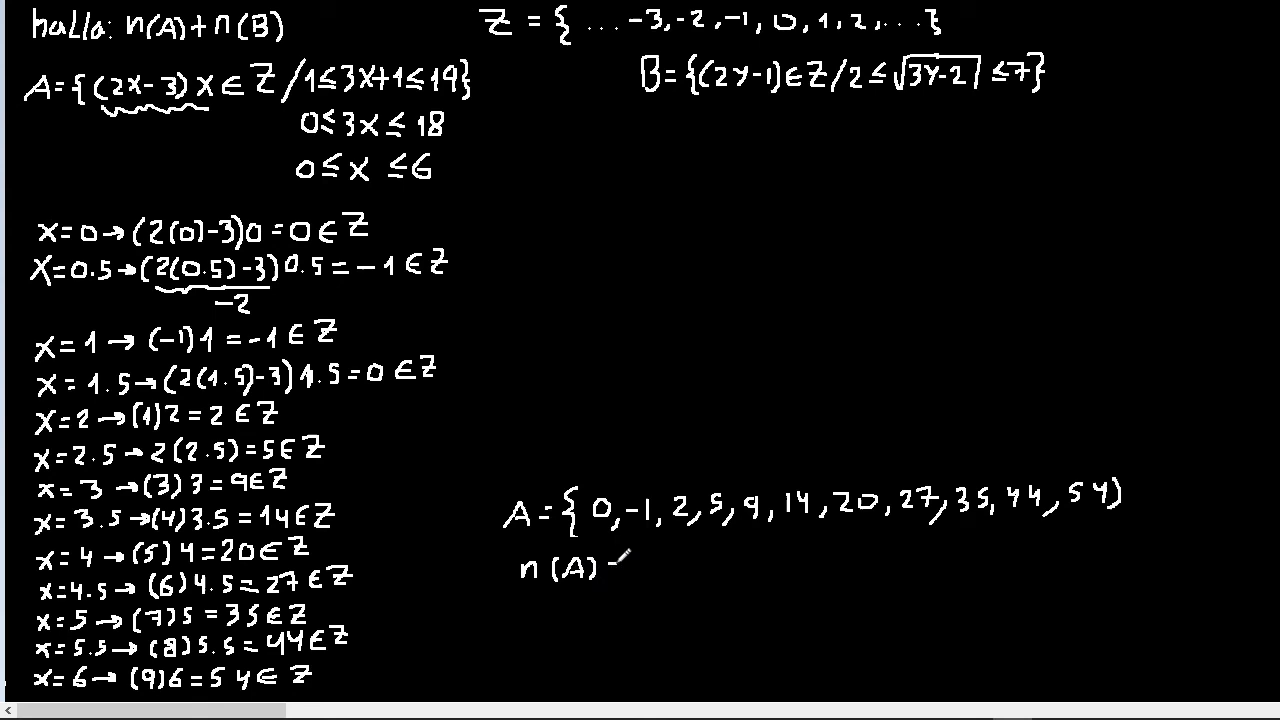 halla: n(A)+n(B)
Z = { ... -3, -2, -1, 0, 1, 2, ... }
A={(2x-3)x∈Z/1≤3x+1≤19}
B={(2y-1)∈Z/2≤√3y-2 ≤7}
0≤3x≤18
0≤x≤6
x=0→(2(0)-3)0=0∈Z
x=0.5→(2(0.5)-3)0.5=-1∈Z
-2
x=1→(-1)1=-1∈Z
x=1.5→(2(1.5)-3)1.5=0∈Z
x=2→(1)2=2∈Z
x=2.5→2(2.5)=5∈Z
x=3→(3)3=9∈Z
x=3.5→(4)3.5=14∈Z
x=4→(5)4=20∈Z
x=4.5→(6)4.5=27∈Z
x=5→(7)5=35∈Z
x=5.5→(8)5.5=44∈Z
x=6→(9)6=54∈Z
A={0,-1,2,5,9,14,20,27,35,44,54)
n(A)-